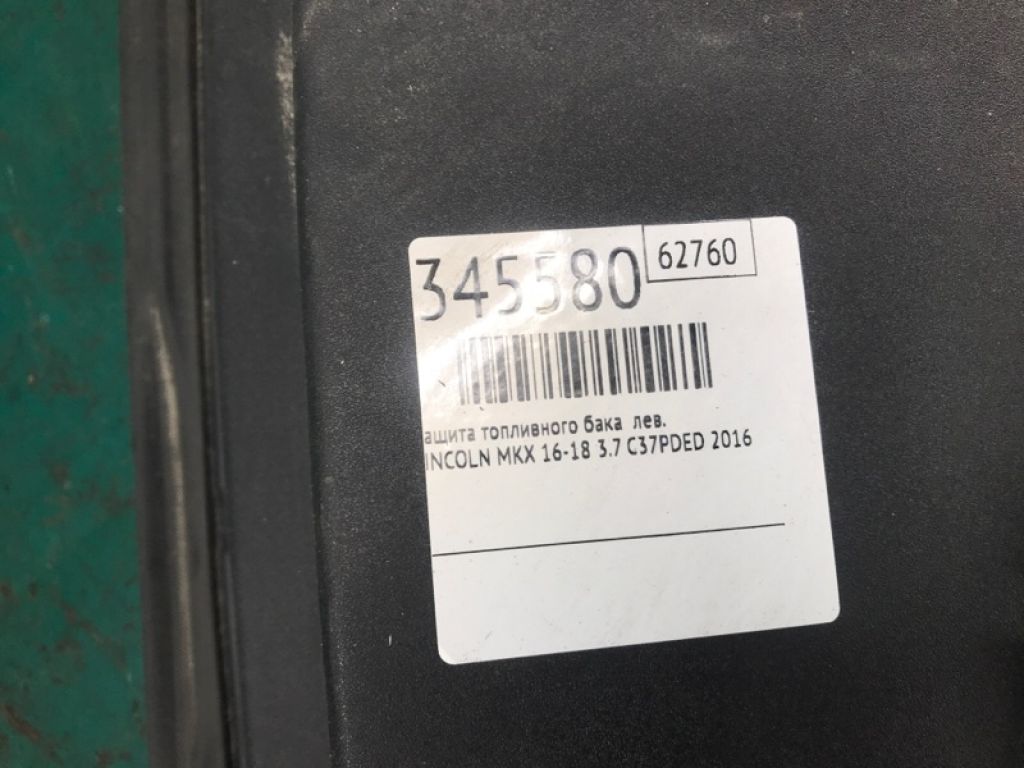 345580
62760
ащита топливного бака лев.
INCOLN MKX 16-18 3.7 C37PDED 2016